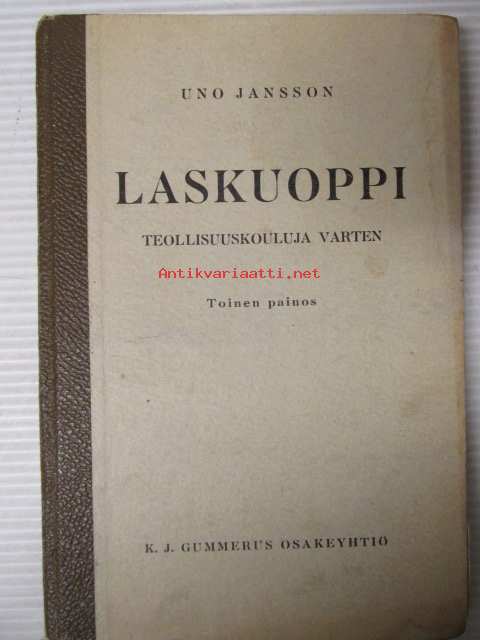 UNO JANSSON
LASKUOPPI
TEOLLISUUSKOULUJA VARTEN
Antikvariaatti.net
Toinen painos
K. J. GUMMERUS OSAKEYHTIÖ